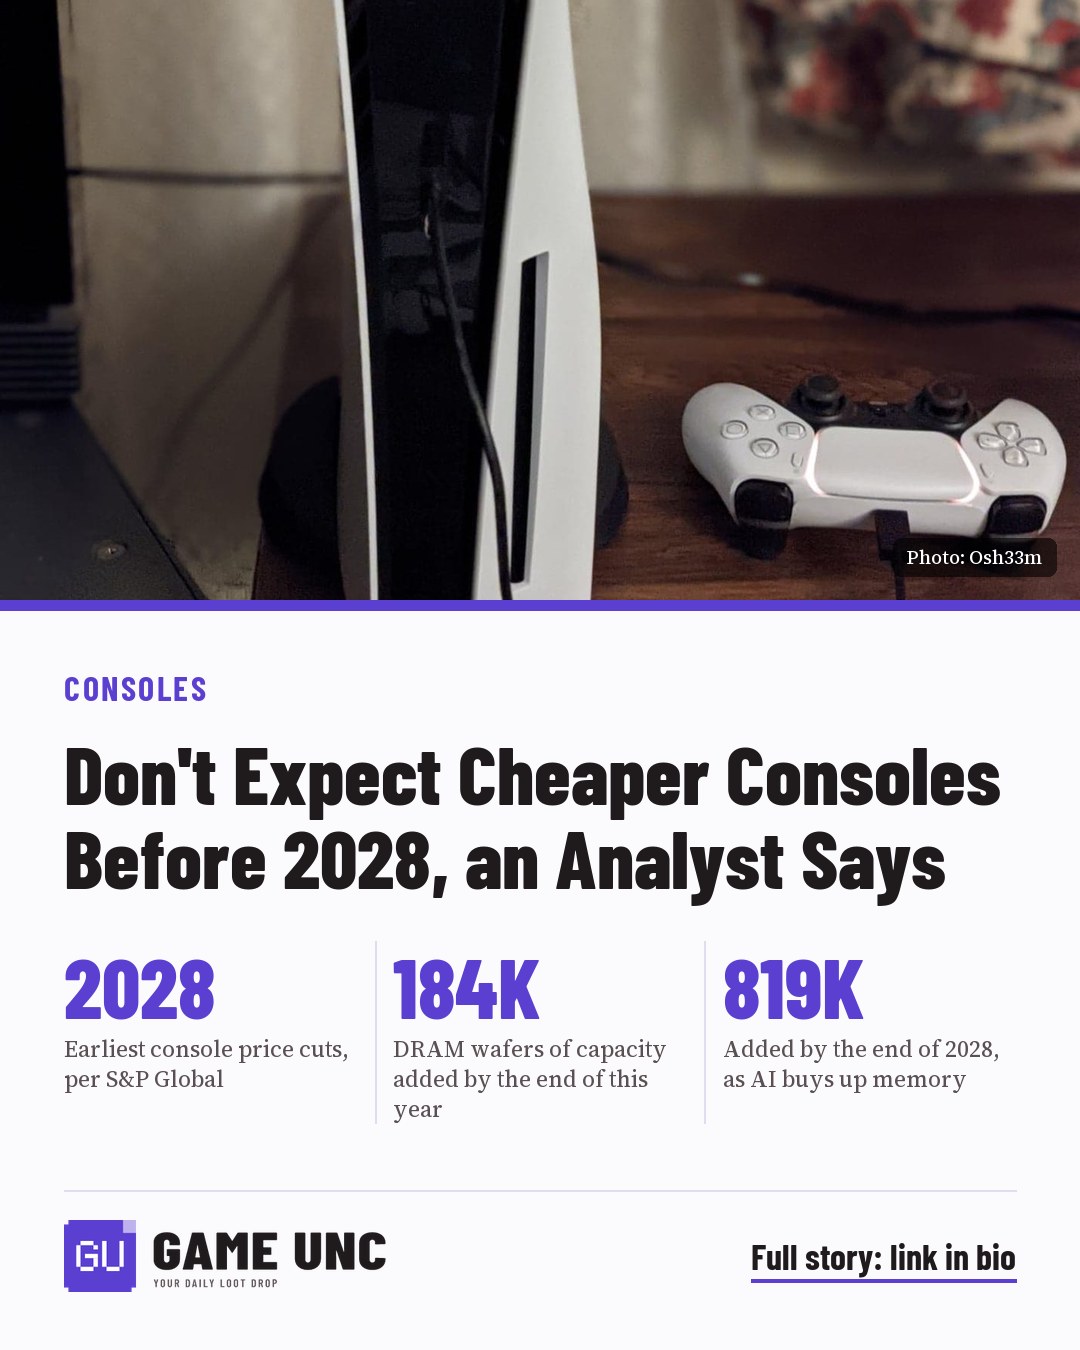 Photo: Osh33m
CONSOLES
Don't Expect Cheaper Consoles
Before 2028, an Analyst Says
2028
Earliest console price cuts,
per S&P Global
184K
DRAM wafers of capacity
added by the end of this
year
819K
Added by the end of 2028,
as AI buys up memory
GU
GAME UNC
YOUR DAILY LOOT DROP
Full story: link in bio